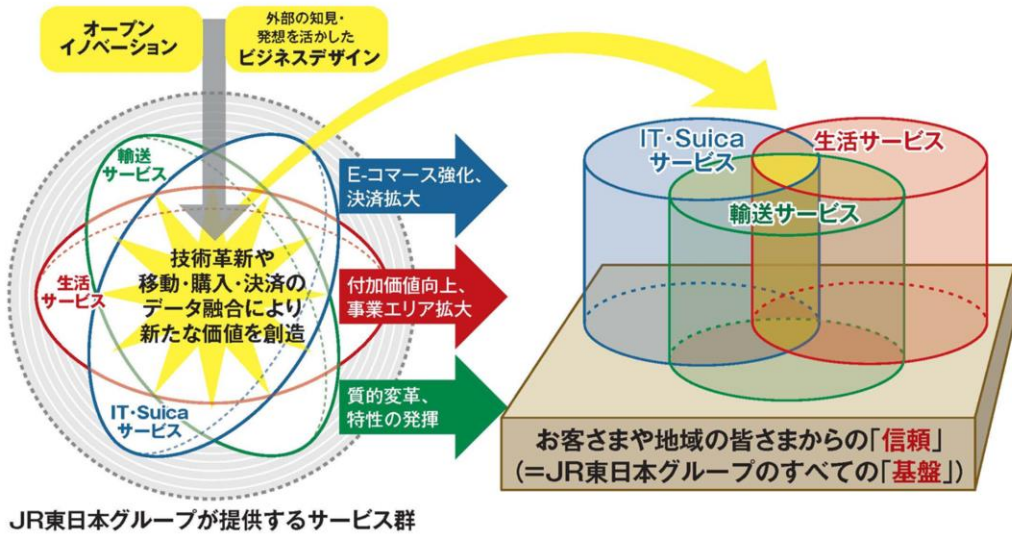 オープン
イノベーション
外部の知見・
発想を活かした
ビジネスデザイン
輸送
サービス
生活
サービス
IT・Suica
サービス
技術革新や
移動・購入・決済の
データ融合により
新たな価値を創造
E-コマース強化、
決済拡大
付加価値向上、
事業エリア拡大
質的変革、
特性の発揮
IT・Suica
サービス
生活サービス
輸送サービス
お客さまや地域の皆さまからの「信頼」
(=JR東日本グループのすべての「基盤」)
JR東日本グループが提供するサービス群